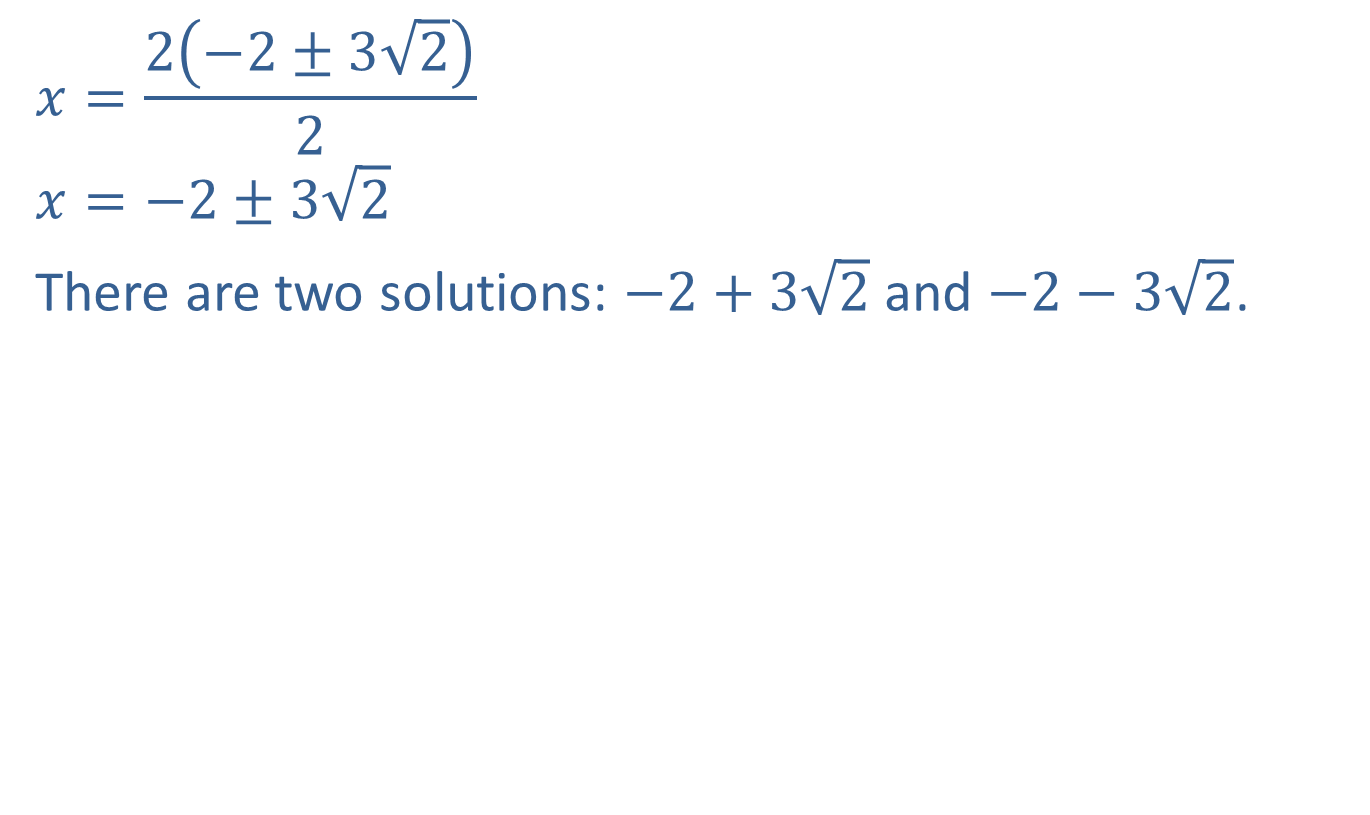 x = 2(−2 ± 3√2) / 2
x = −2 ± 3√2
There are two solutions: −2 + 3√2 and −2 − 3√2.